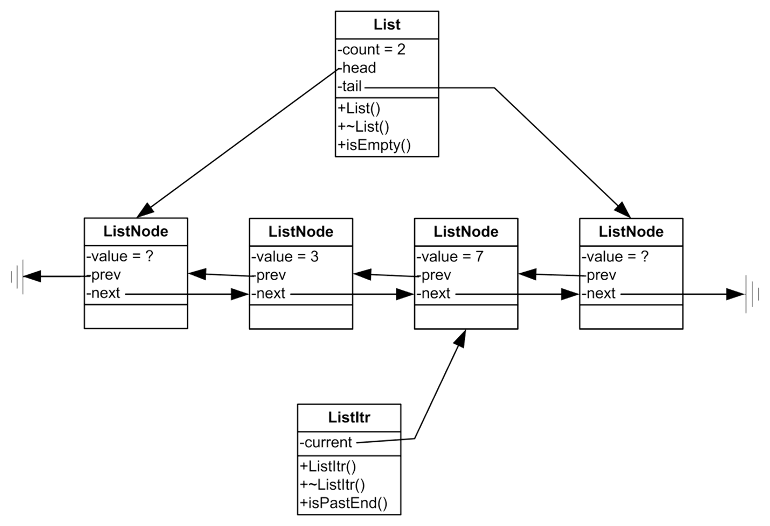 List
-count = 2
-head
-tail
+List()
+~List()
+isEmpty()
ListNode
-value = ?
-prev
-next
ListNode
-value = 3
-prev
-next
ListNode
-value = 7
-prev
-next
ListNode
-value = ?
-prev
-next
ListItr
-current
+ListItr()
+~ListItr()
+isPastEnd()